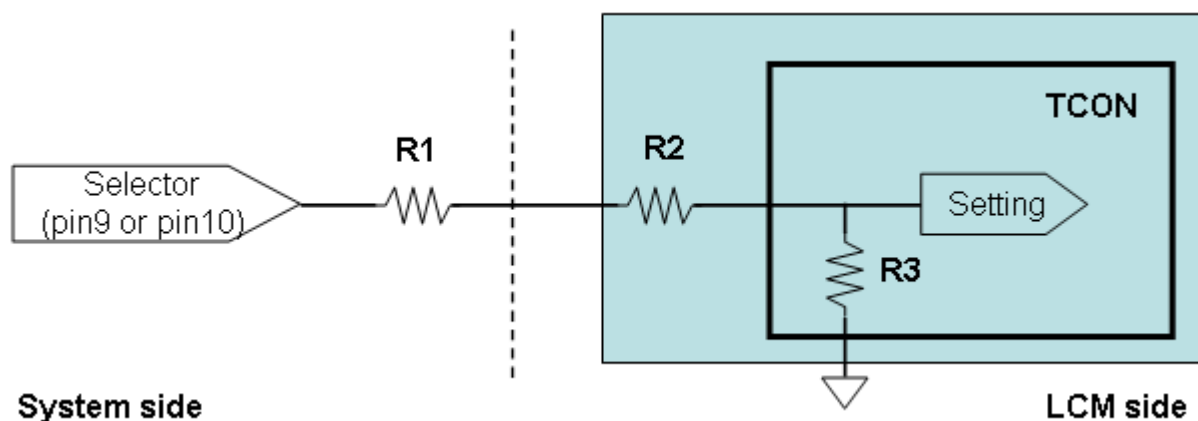 TCON
R1
R2
Selector
(pin9 or pin10)
Setting
R3
System side
LCM side